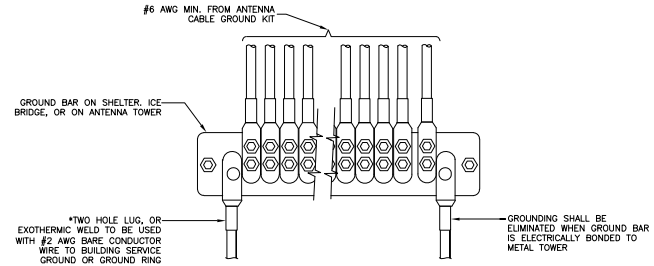 #6 AWG MIN. FROM ANTENNA
CABLE GROUND KIT
GROUND BAR ON SHELTER. ICE
BRIDGE, OR ON ANTENNA TOWER
*TWO HOLE LUG, OR
EXOTHERMIC WELD TO BE USED
WITH #2 AWG BARE CONDUCTOR
WIRE TO BUILDING SERVICE
GROUND OR GROUND RING
GROUNDING SHALL BE
ELIMINATED WHEN GROUND BAR
IS ELECTRICALLY BONDED TO
METAL TOWER